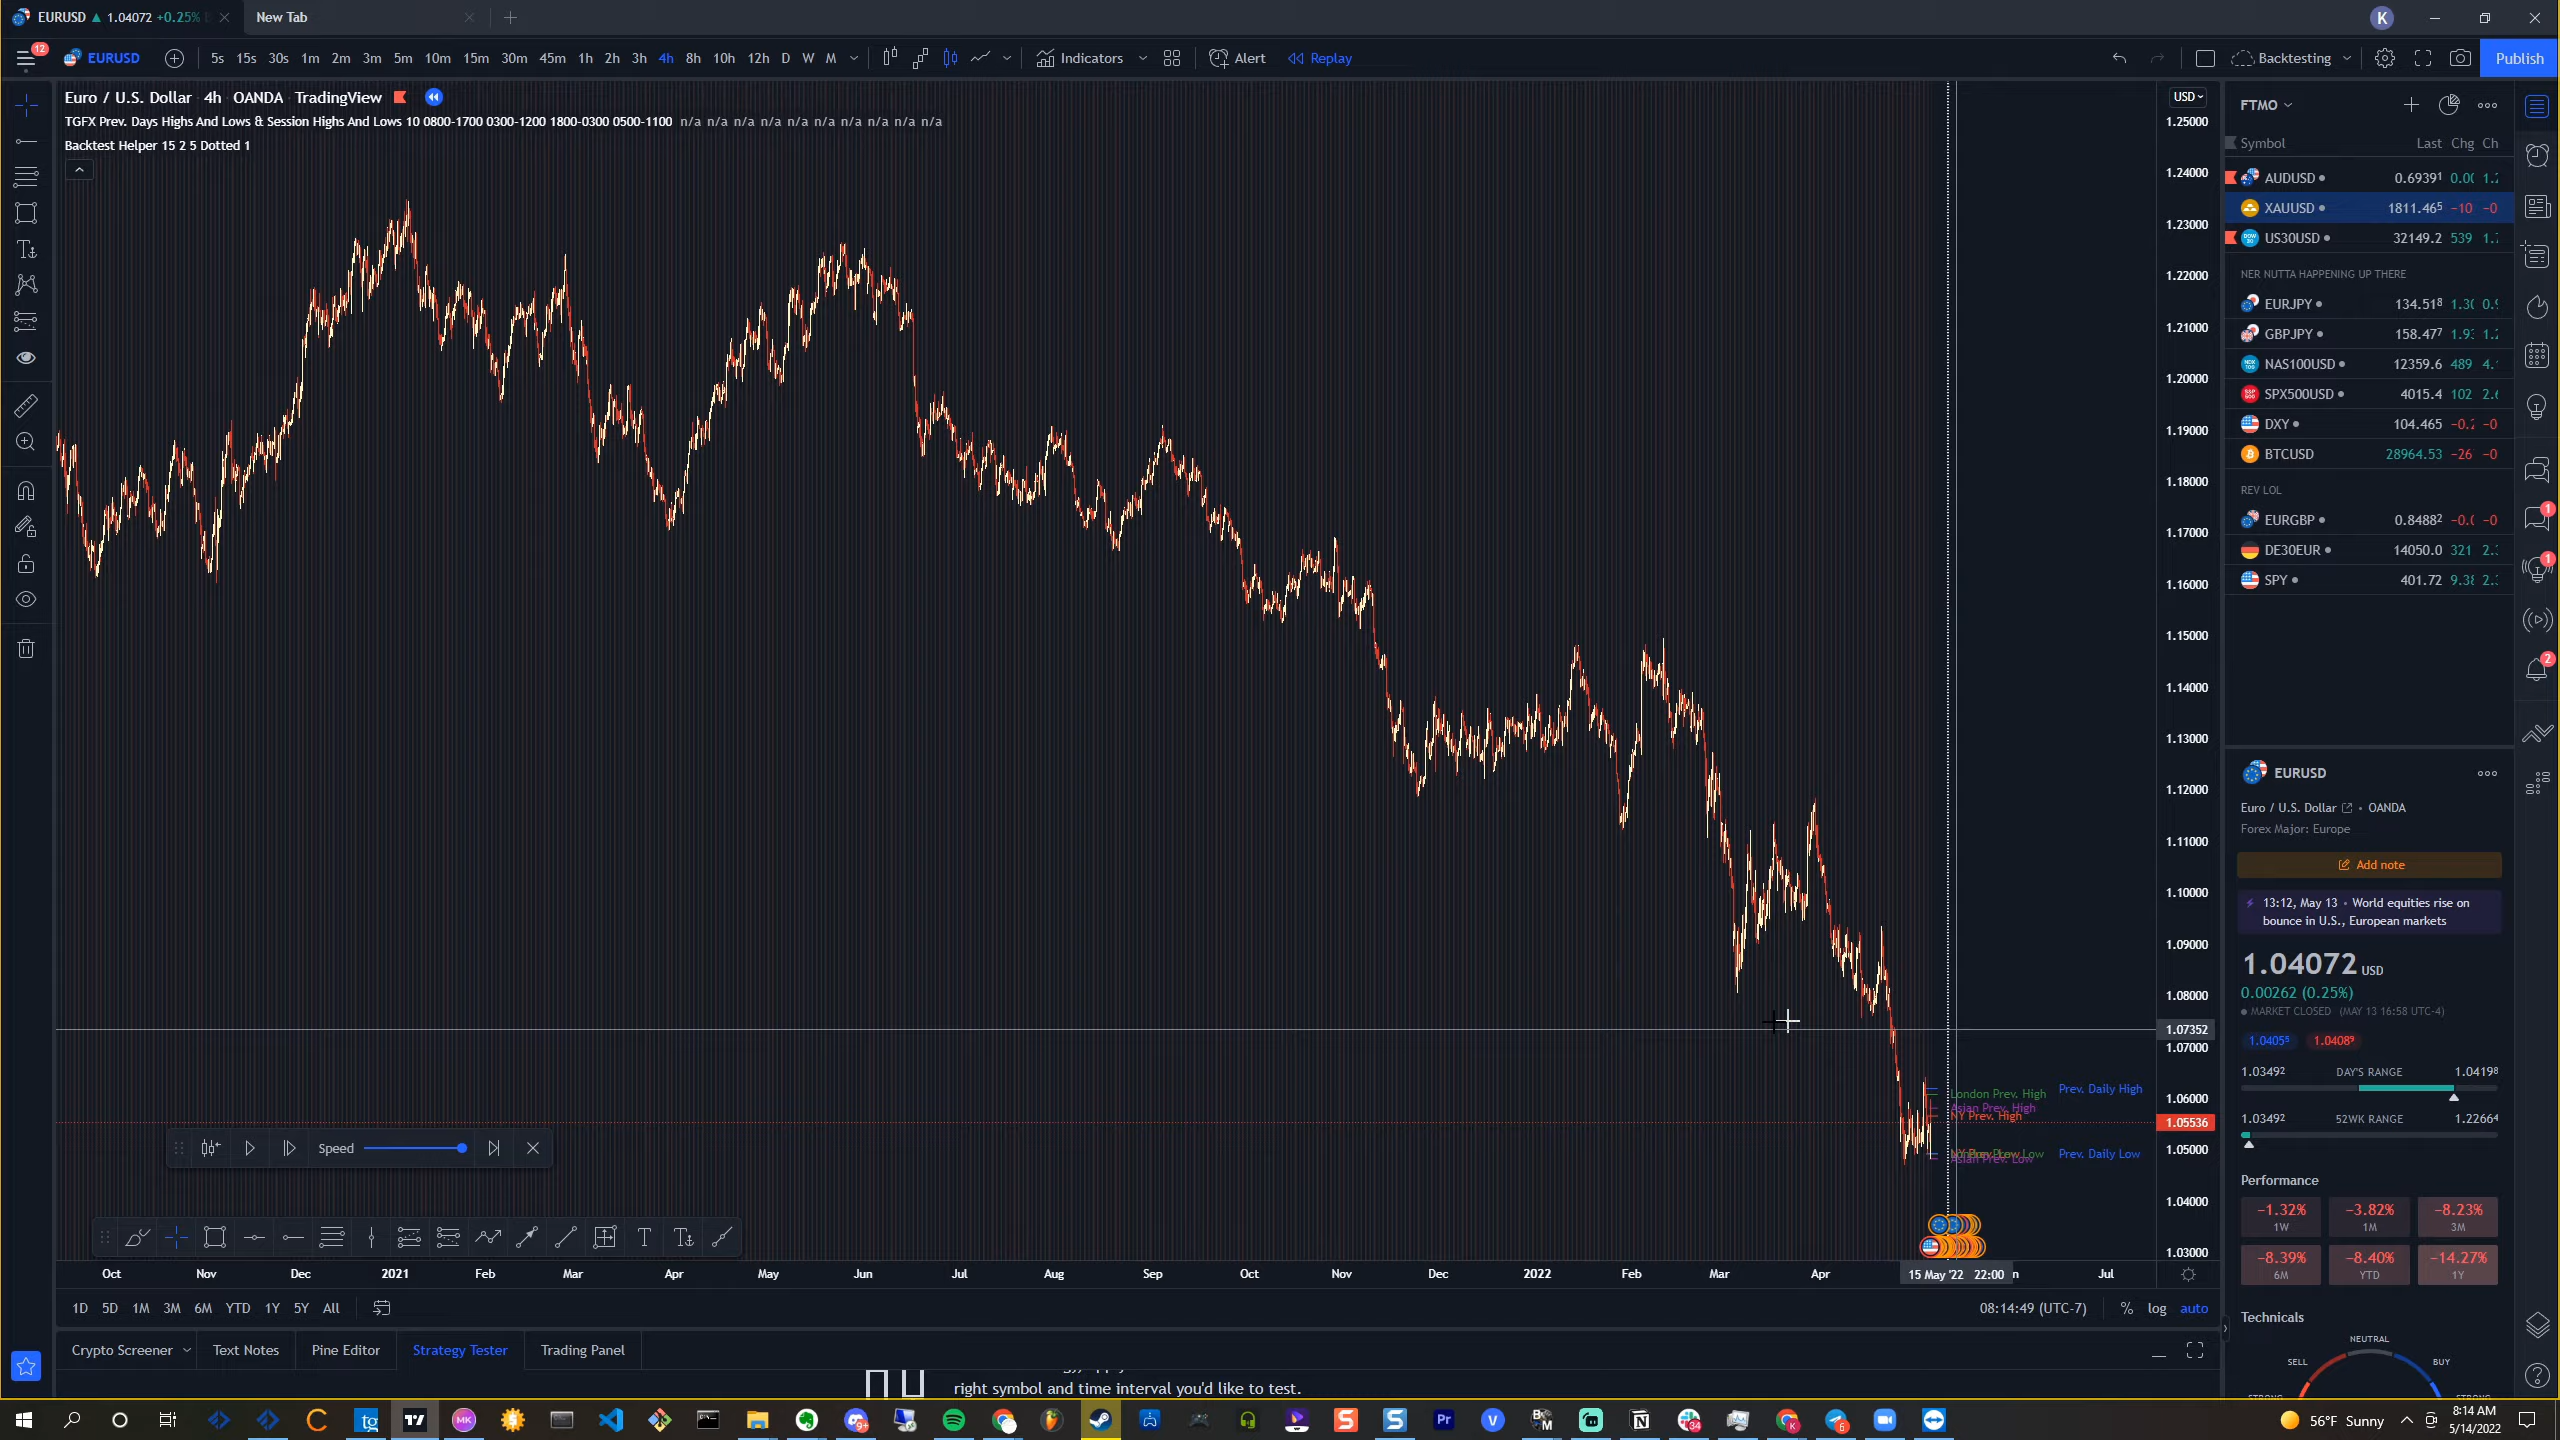 EURUSD ▲ 1.04072 +0.25%
New Tab
K
12
EURUSD 5s 15s 30s 1m 2m 3m 5m 10m 15m 30m 45m 1h 2h 3h 4h 8h 10h 12h D W M Indicators Alert Replay Backtesting Publish
Euro / U.S. Dollar 4h OANDA TradingView
TGFX Prev. Days Highs And Lows & Session Highs And Lows 10 0800-1700 0300-1200 1800-0300 0500-1100 n/a n/a n/a n/a n/a n/a n/a n/a n/a n/a
Backtest Helper 15 2 5 Dotted 1
USD
1.25000
1.24000
1.23000
1.22000
1.21000
1.20000
1.19000
1.18000
1.17000
1.16000
1.15000
1.14000
1.13000
1.12000
1.11000
1.10000
1.09000
1.08000
1.07352
1.07000
1.06000
1.05536
1.05000
1.04000
1.03000
Prev. Daily High
London Prev. High
Asian Prev. High
NY Prev. High
Prev. Daily Low
Asian Prev. Low
Speed
Oct Nov Dec 2021 Feb Mar Apr May Jun Jul Aug Sep Oct Nov Dec 2022 Feb Mar Apr 15 May '22 22:00 Jul
1D 5D 1M 3M 6M YTD 1Y 5Y All
08:14:49 (UTC-7) % log auto
Crypto Screener Text Notes Pine Editor Strategy Tester Trading Panel
right symbol and time interval you'd like to test.
FTMO
Symbol Last Chg Ch
AUDUSD 0.69391
XAUUSD 1811.465 −10 −0
US30USD 32149.2 539
NER NUTTA HAPPENING UP THERE
EURJPY 134.518
GBPJPY 158.477
NAS100USD 12359.6 489
SPX500USD 4015.4 102
DXY 104.465
BTCUSD 28964.53 −26 −0
REV LOL
EURGBP 0.84882
DE30EUR 14050.0 321
SPY 401.72
EURUSD
Euro / U.S. Dollar • OANDA
Forex Major: Europe
Add note
13:12, May 13 • World equities rise on
bounce in U.S., European markets
1.04072 USD
0.00262 (0.25%)
MARKET CLOSED (MAY 13 16:58 UTC-4)
1.04055 1.04089
1.03492 DAY'S RANGE 1.04198
1.03492 52WK RANGE 1.22664
Performance
−1.32% −3.82% −8.23%
1W 1M 3M
−8.39% −8.40% −14.27%
6M YTD 1Y
Technicals
NEUTRAL
SELL BUY
1
1
2
56°F Sunny
8:14 AM
5/14/2022